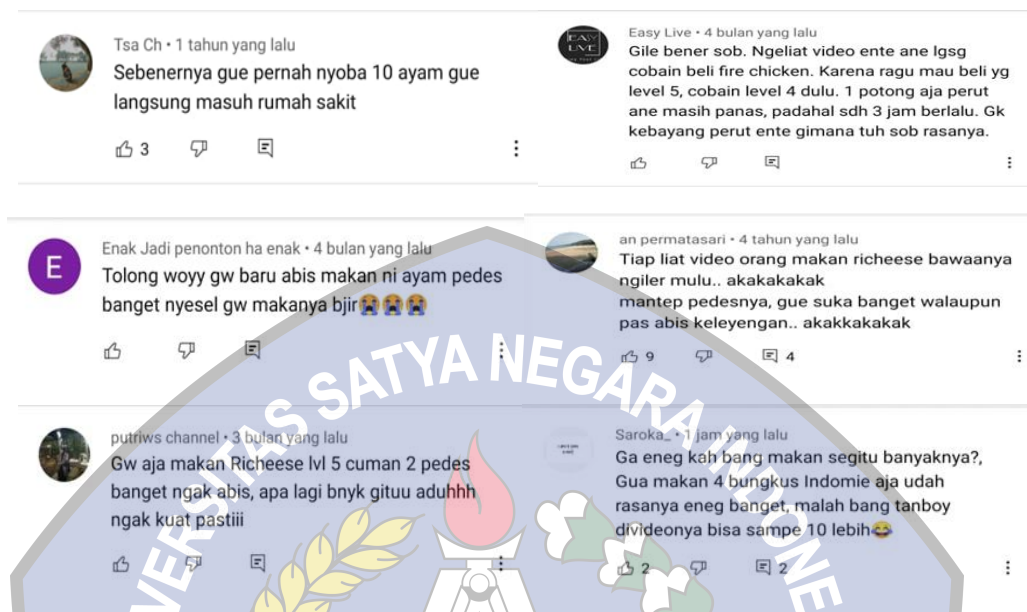 Tsa Ch • 1 tahun yang lalu
Sebenernya gue pernah nyoba 10 ayam gue
langsung masuh rumah sakit
3
EASY
LIVE
Easy Live • 4 bulan yang lalu
Gile bener sob. Ngeliat video ente ane lgsg
cobain beli fire chicken. Karena ragu mau beli yg
level 5, cobain level 4 dulu. 1 potong aja perut
ane masih panas, padahal sdh 3 jam berlalu. Gk
kebayang perut ente gimana tuh sob rasanya.
E
Enak Jadi penonton ha enak • 4 bulan yang lalu
Tolong woyy gw baru abis makan ni ayam pedes
banget nyesel gw makanya bjir😭😭😭
an permatasari • 4 tahun yang lalu
Tiap liat video orang makan richeese bawaanya
ngiler mulu.. akakakakak
mantep pedesnya, gue suka banget walaupun
pas abis keleyengan.. akakkakakak
9
4
putriws channel • 3 bulan yang lalu
Gw aja makan Richeese lvl 5 cuman 2 pedes
banget ngak abis, apa lagi bnyk gituu aduhhh
ngak kuat pastiii
Saroka_ • 1 jam yang lalu
Ga eneg kah bang makan segitu banyaknya?,
Gua makan 4 bungkus Indomie aja udah
rasanya eneg banget, malah bang tanboy
divideonya bisa sampe 10 lebih😂
2
2
VERSITAS SATYA NEGARA INDONE